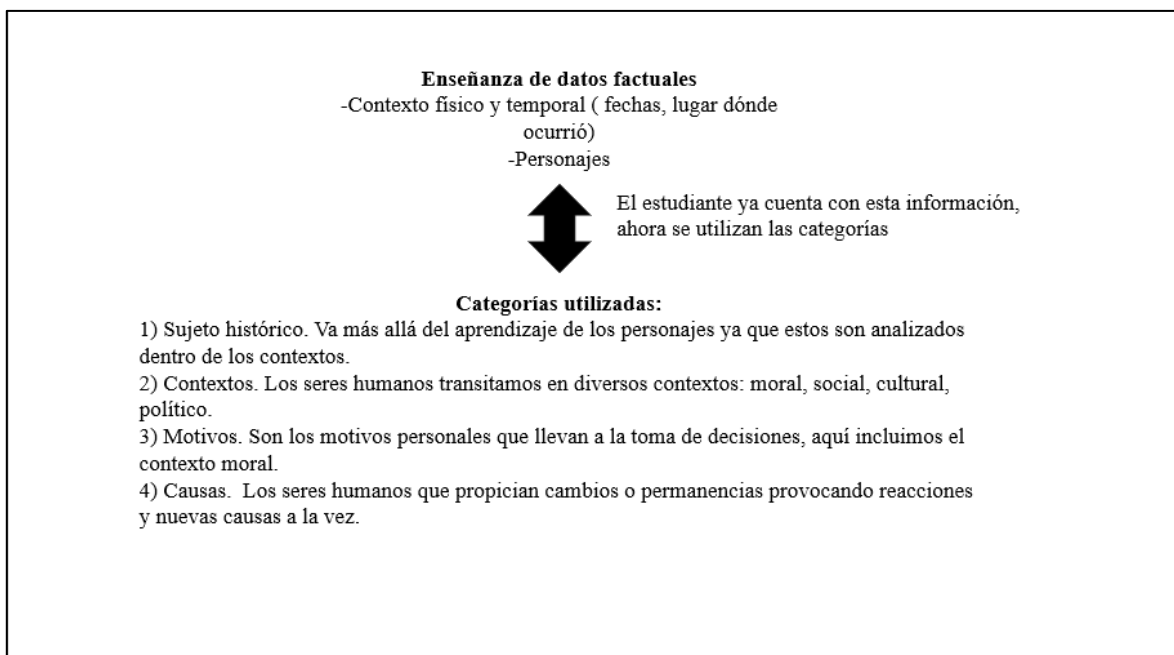 Enseñanza de datos factuales
-Contexto físico y temporal ( fechas, lugar dónde
ocurrió)
-Personajes
El estudiante ya cuenta con esta información,
ahora se utilizan las categorías
Categorías utilizadas:
1) Sujeto histórico. Va más allá del aprendizaje de los personajes ya que estos son analizados
dentro de los contextos.
2) Contextos. Los seres humanos transitamos en diversos contextos: moral, social, cultural,
político.
3) Motivos. Son los motivos personales que llevan a la toma de decisiones, aquí incluimos el
contexto moral.
4) Causas.  Los seres humanos que propician cambios o permanencias provocando reacciones
y nuevas causas a la vez.